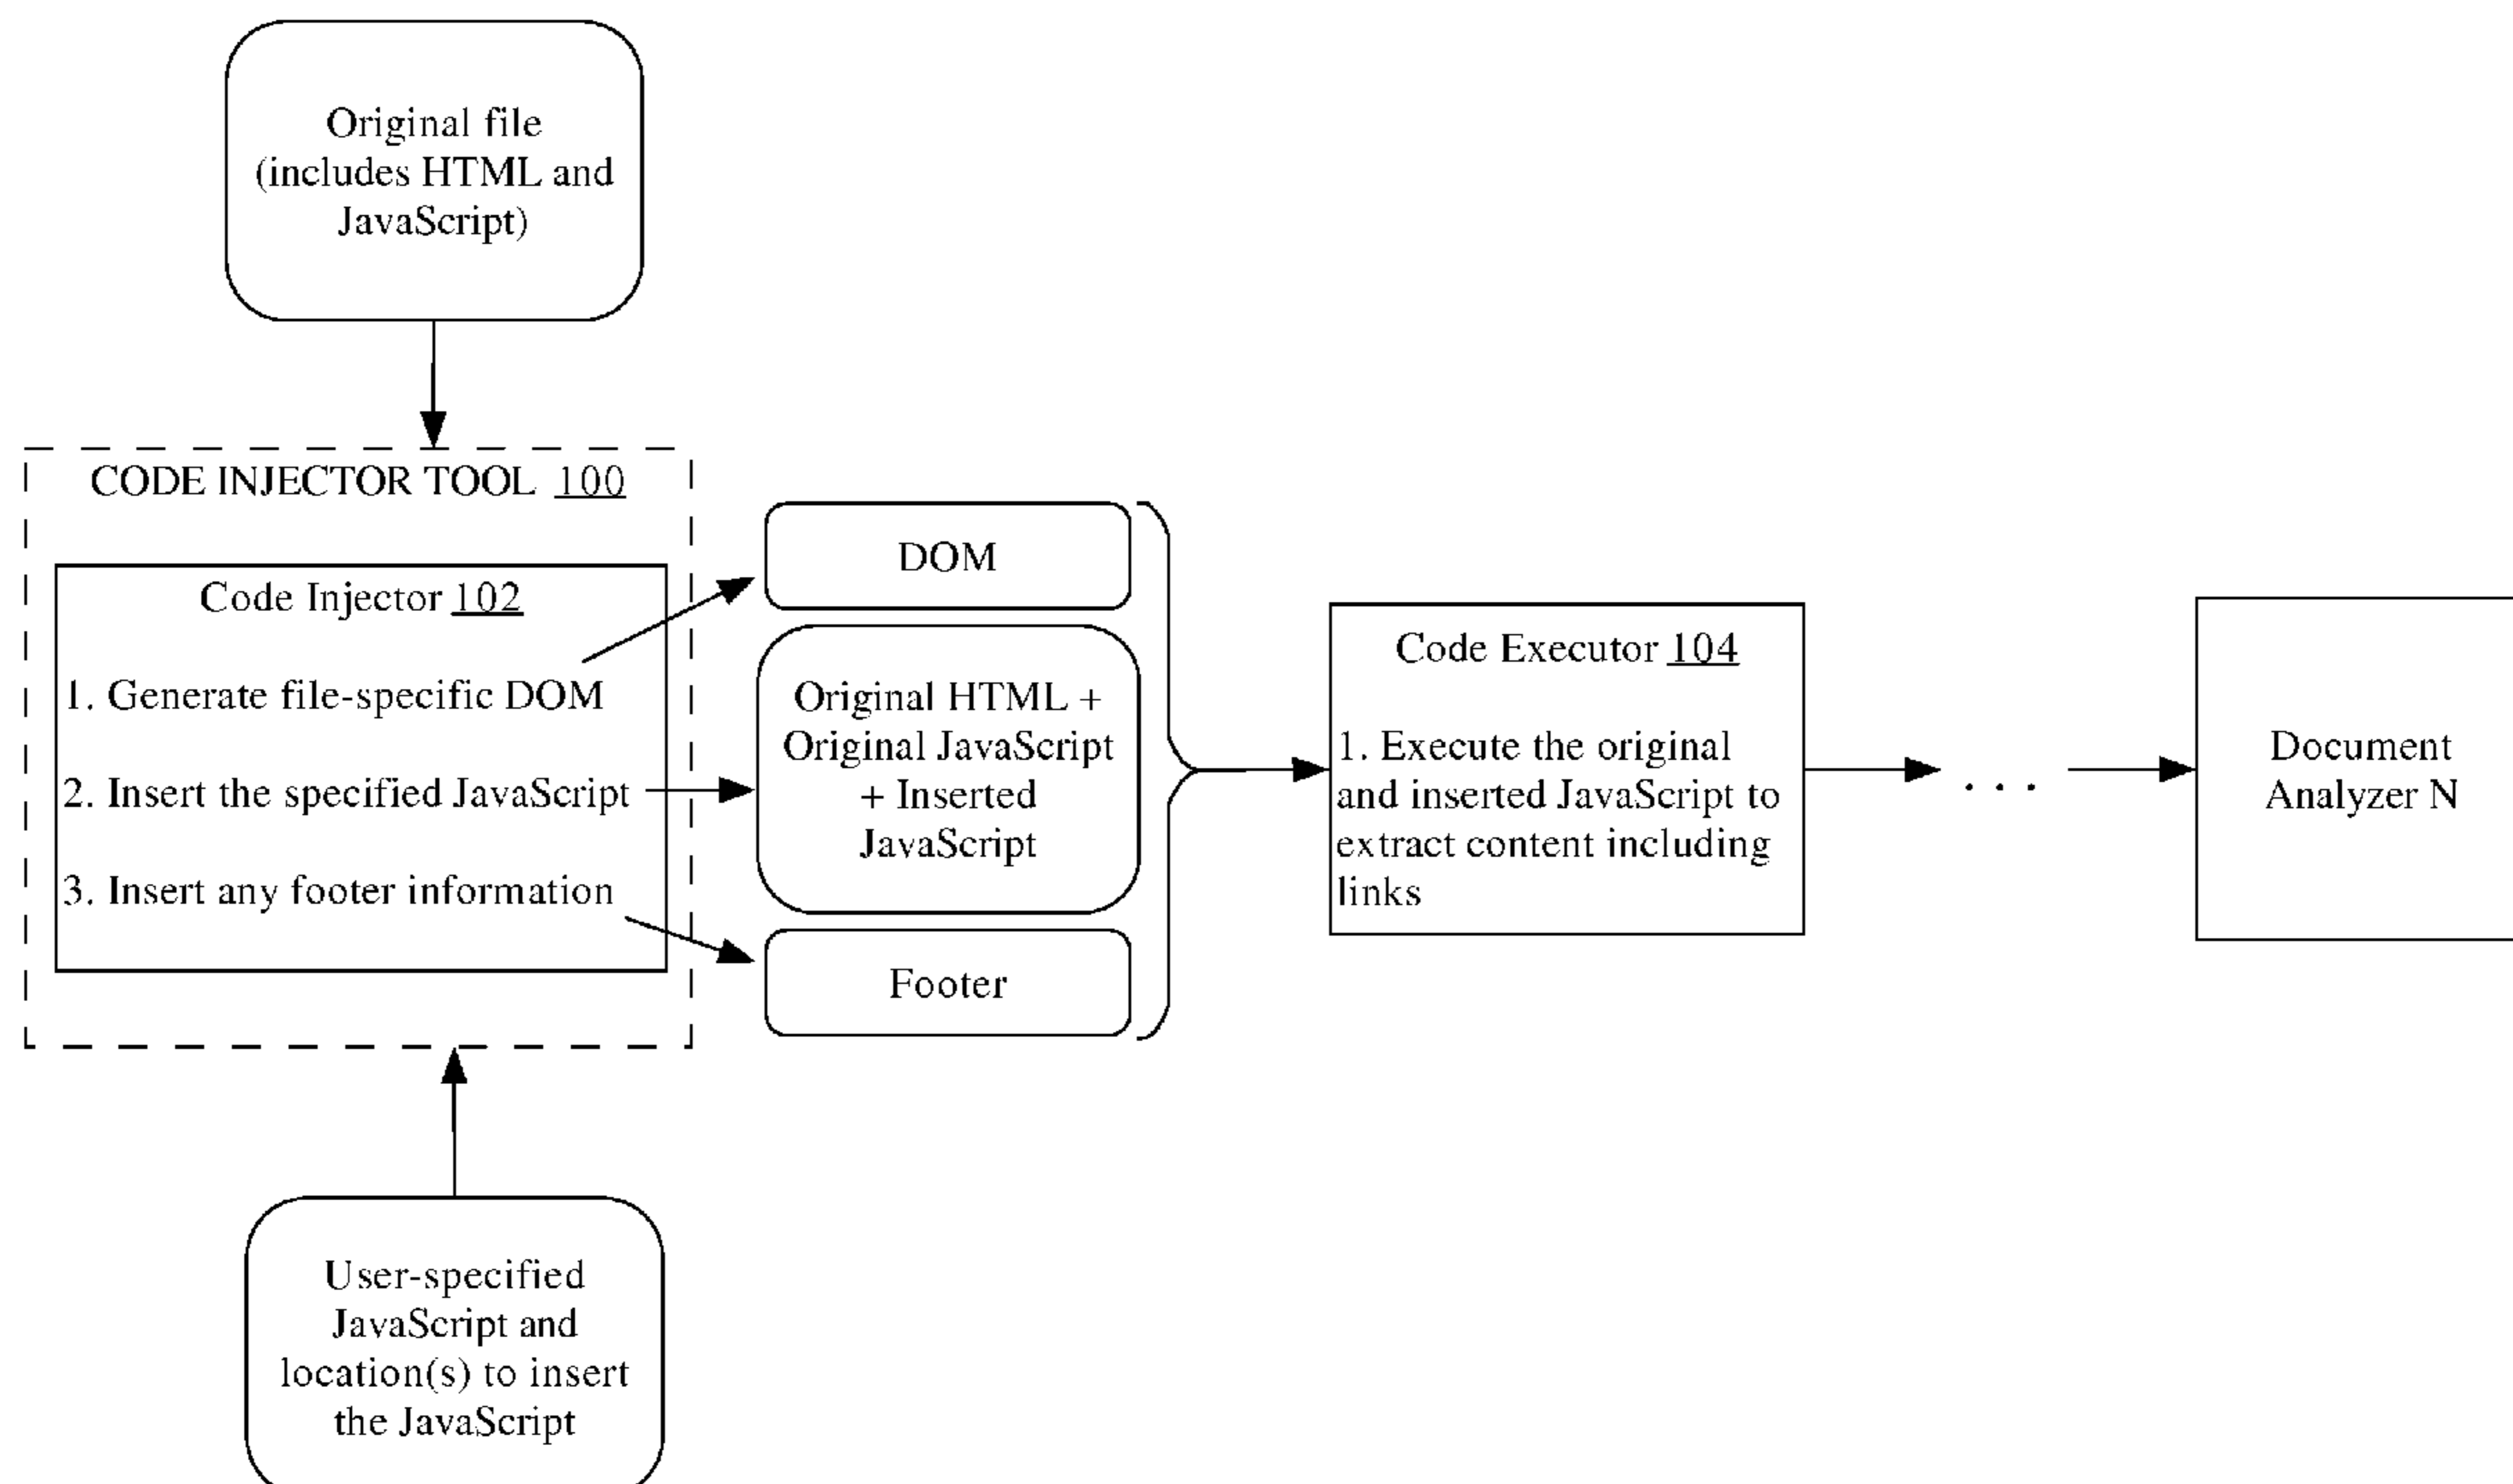 Original file
(includes HTML and
JavaScript)
CODE INJECTOR TOOL 100
Code Injector 102
1. Generate file-specific DOM
2. Insert the specified JavaScript
3. Insert any footer information
DOM
Original HTML +
Original JavaScript
+ Inserted
JavaScript
Footer
Code Executor 104
1. Execute the original
and inserted JavaScript to
extract content including
links
. . .
Document
Analyzer N
User-specified
JavaScript and
location(s) to insert
the JavaScript